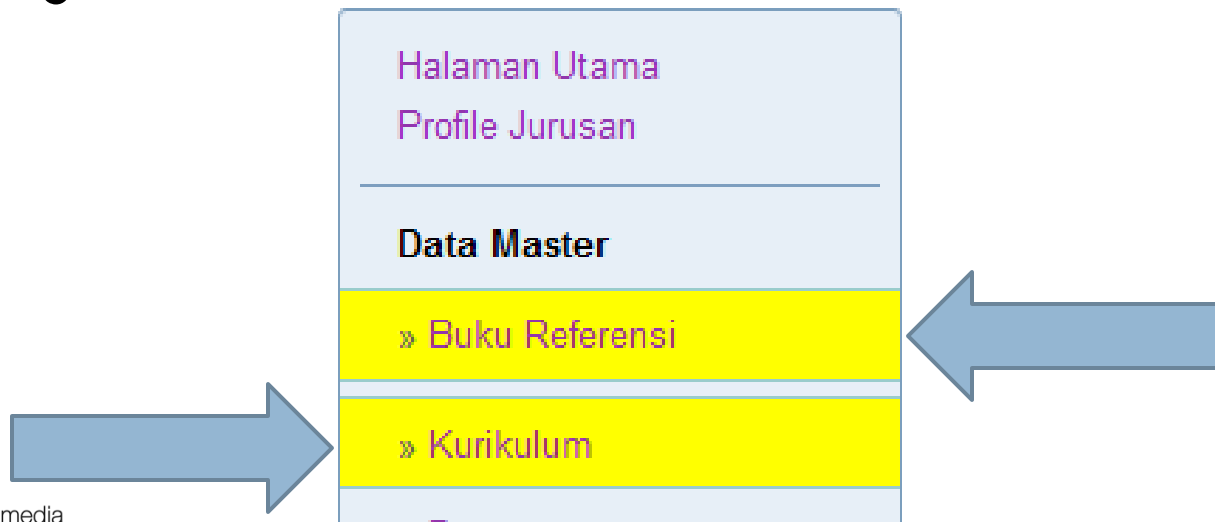 Halaman Utama
Profile Jurusan
Data Master
» Buku Referensi
» Kurikulum
media